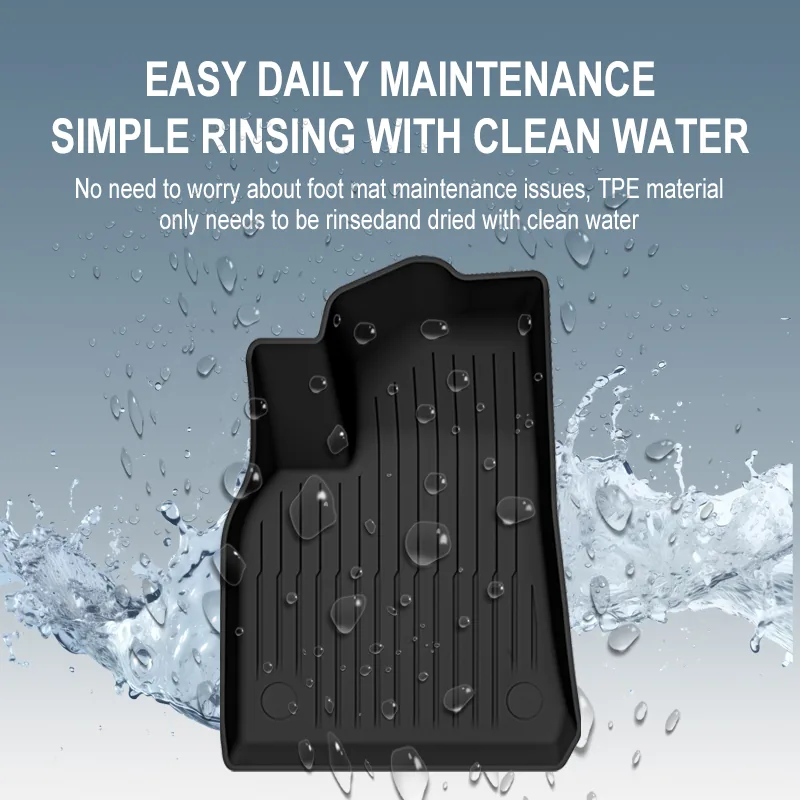 EASY DAILY MAINTENANCE
SIMPLE RINSING WITH CLEAN WATER
No need to worry about foot mat maintenance issues, TPE material
only needs to be rinsedand dried with clean water